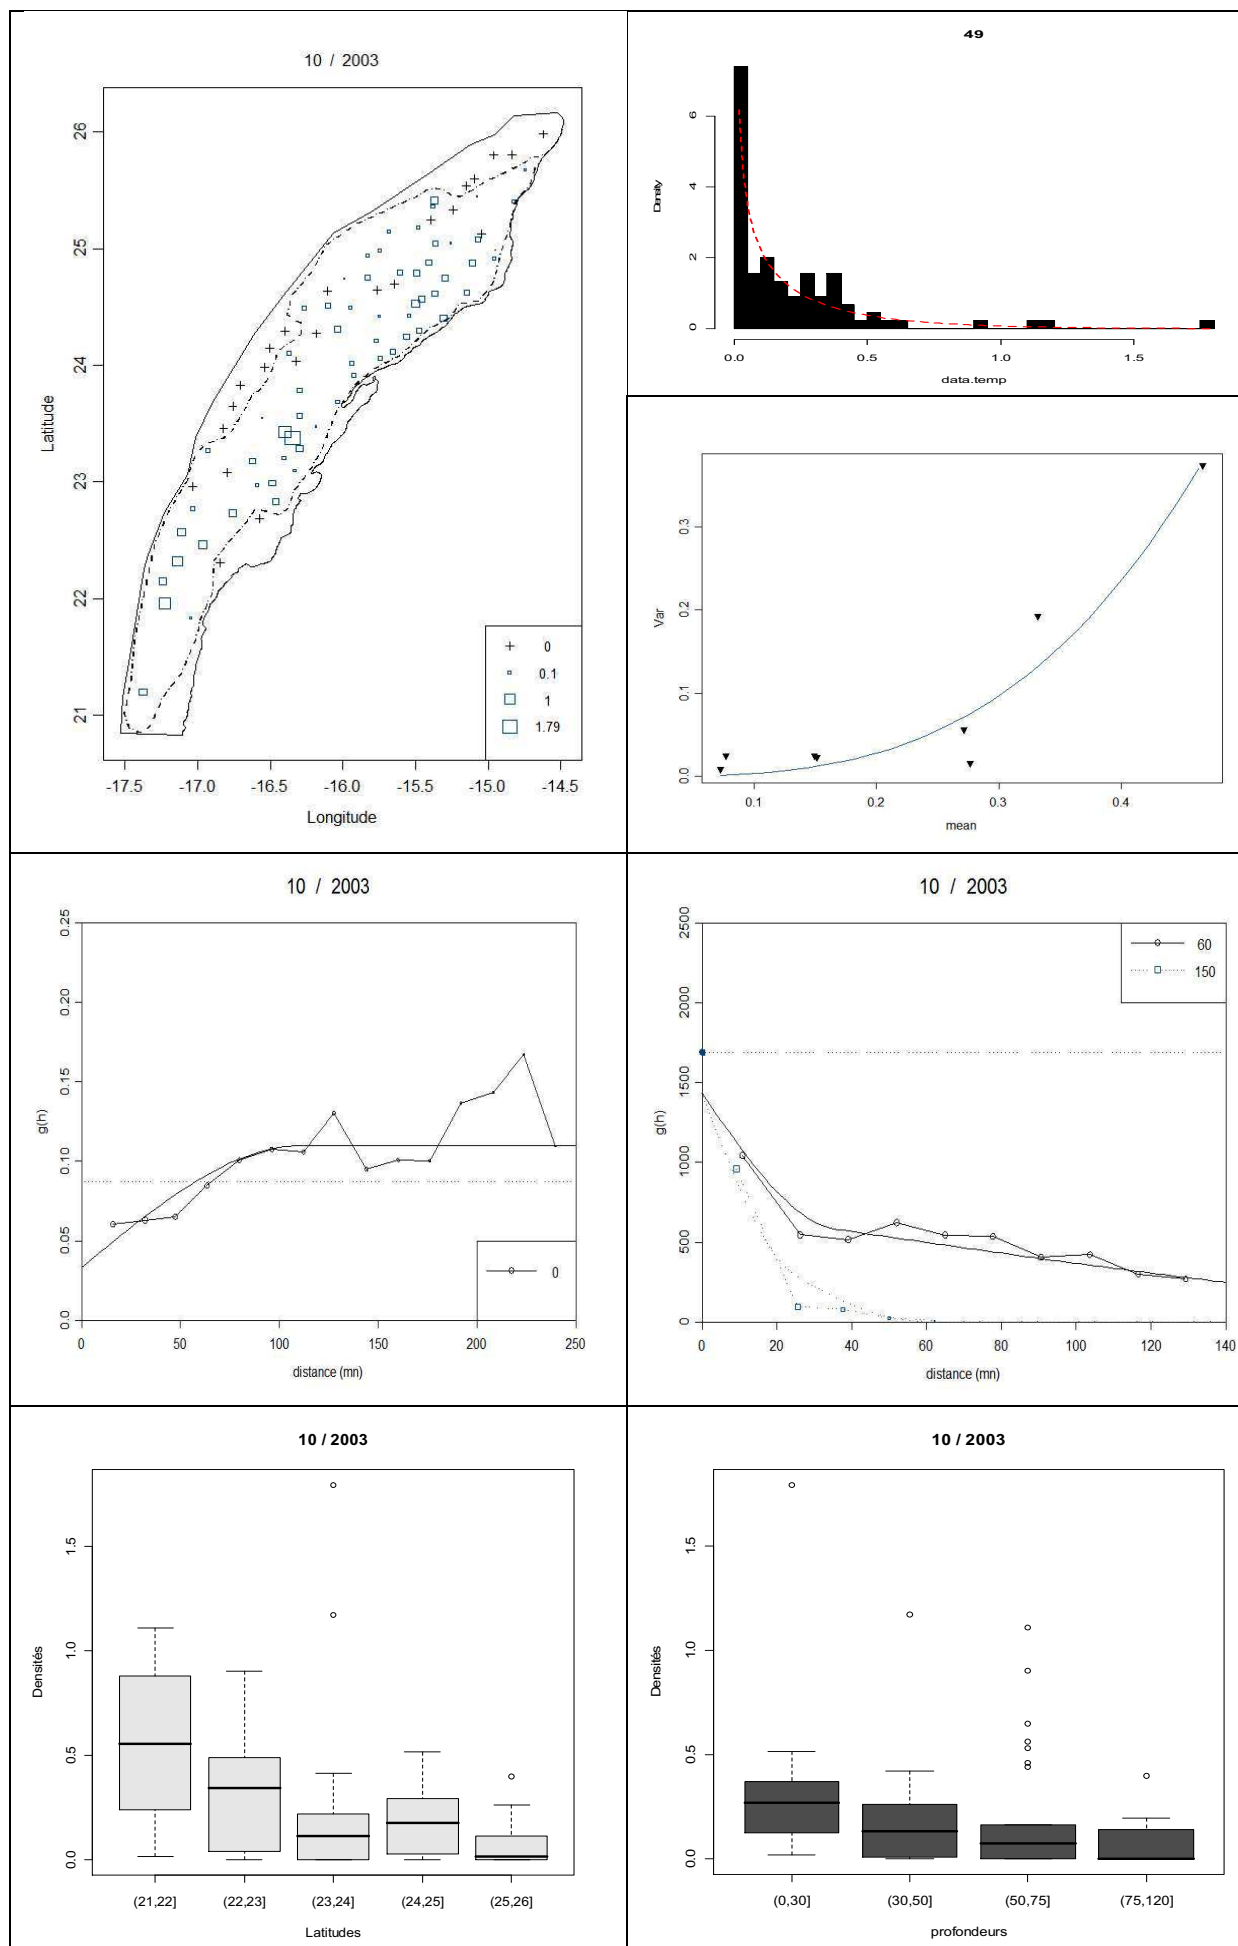 10 / 2003
26
25
24
23
22
21
Latitude
0
0.1
1
1.79
-17.5 -17.0 -16.5 -16.0 -15.5 -15.0 -14.5
Longitude
49
6
4
2
0
Density
0.0 0.5 1.0 1.5
data.temp
0.3
0.2
0.1
0.0
Var
0.1 0.2 0.3 0.4
mean
10 / 2003
0.25
0.20
0.15
0.10
0.05
0.0
g(h)
0
0 50 100 150 200 250
distance (mn)
10 / 2003
2500
2000
1500
1000
500
0
g(h)
60
150
0 20 40 60 80 100 120 140
distance (mn)
10 / 2003
1.5
1.0
0.5
0.0
Densités
(21,22] (22,23] (23,24] (24,25] (25,26]
Latitudes
10 / 2003
1.5
1.0
0.5
0.0
Densités
(0,30] (30,50] (50,75] (75,120]
profondeurs